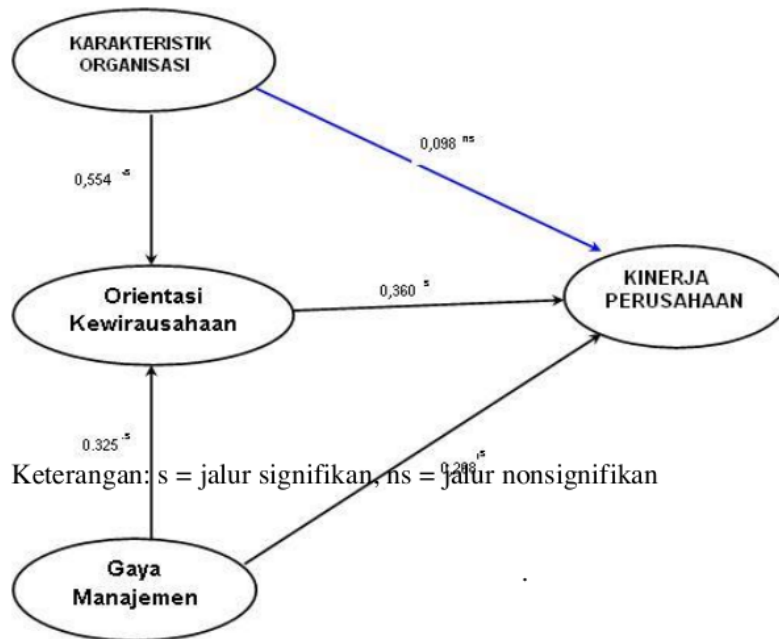 KARAKTERISTIK
ORGANISASI
0,098 ns
0,554 s
KINERJA
PERUSAHAAN
Orientasi
Kewirausahaan
0,360 s
0.325 s
Keterangan: s = jalur signifikan, ns = jalur nonsignifikan
Gaya
Manajemen